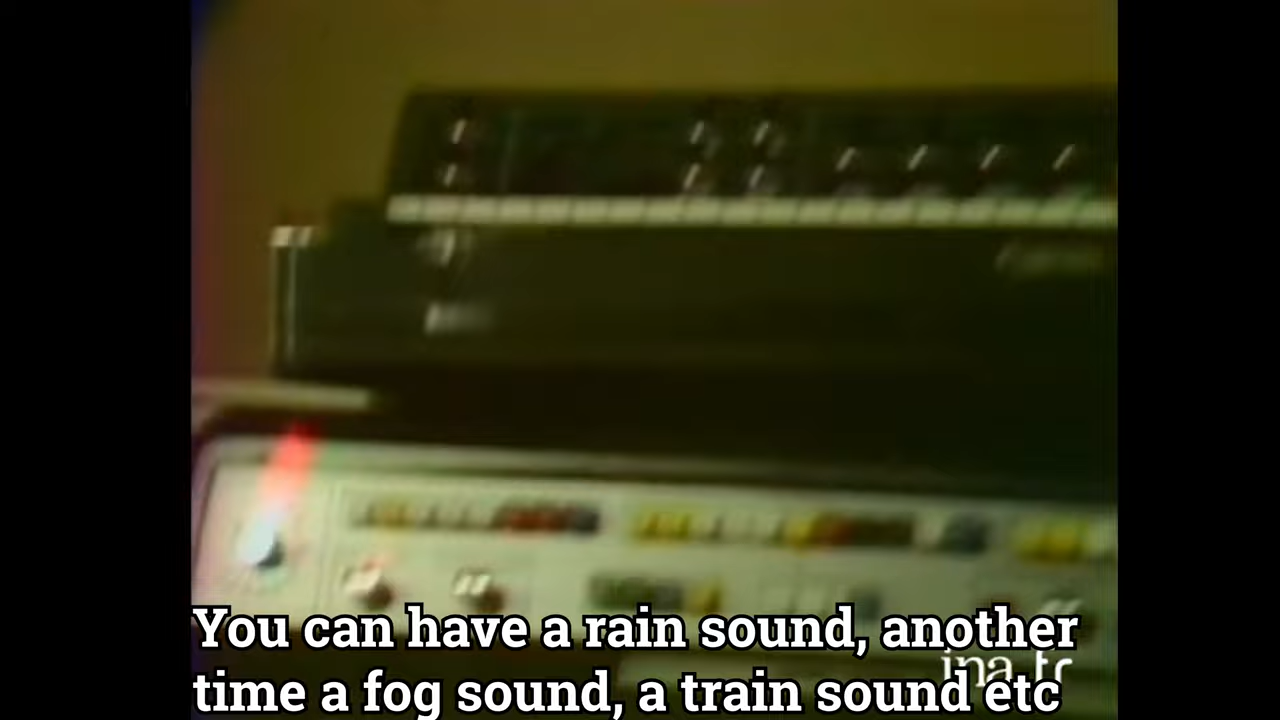 You can have a rain sound, another
ina.fr
time a fog sound, a train sound etc